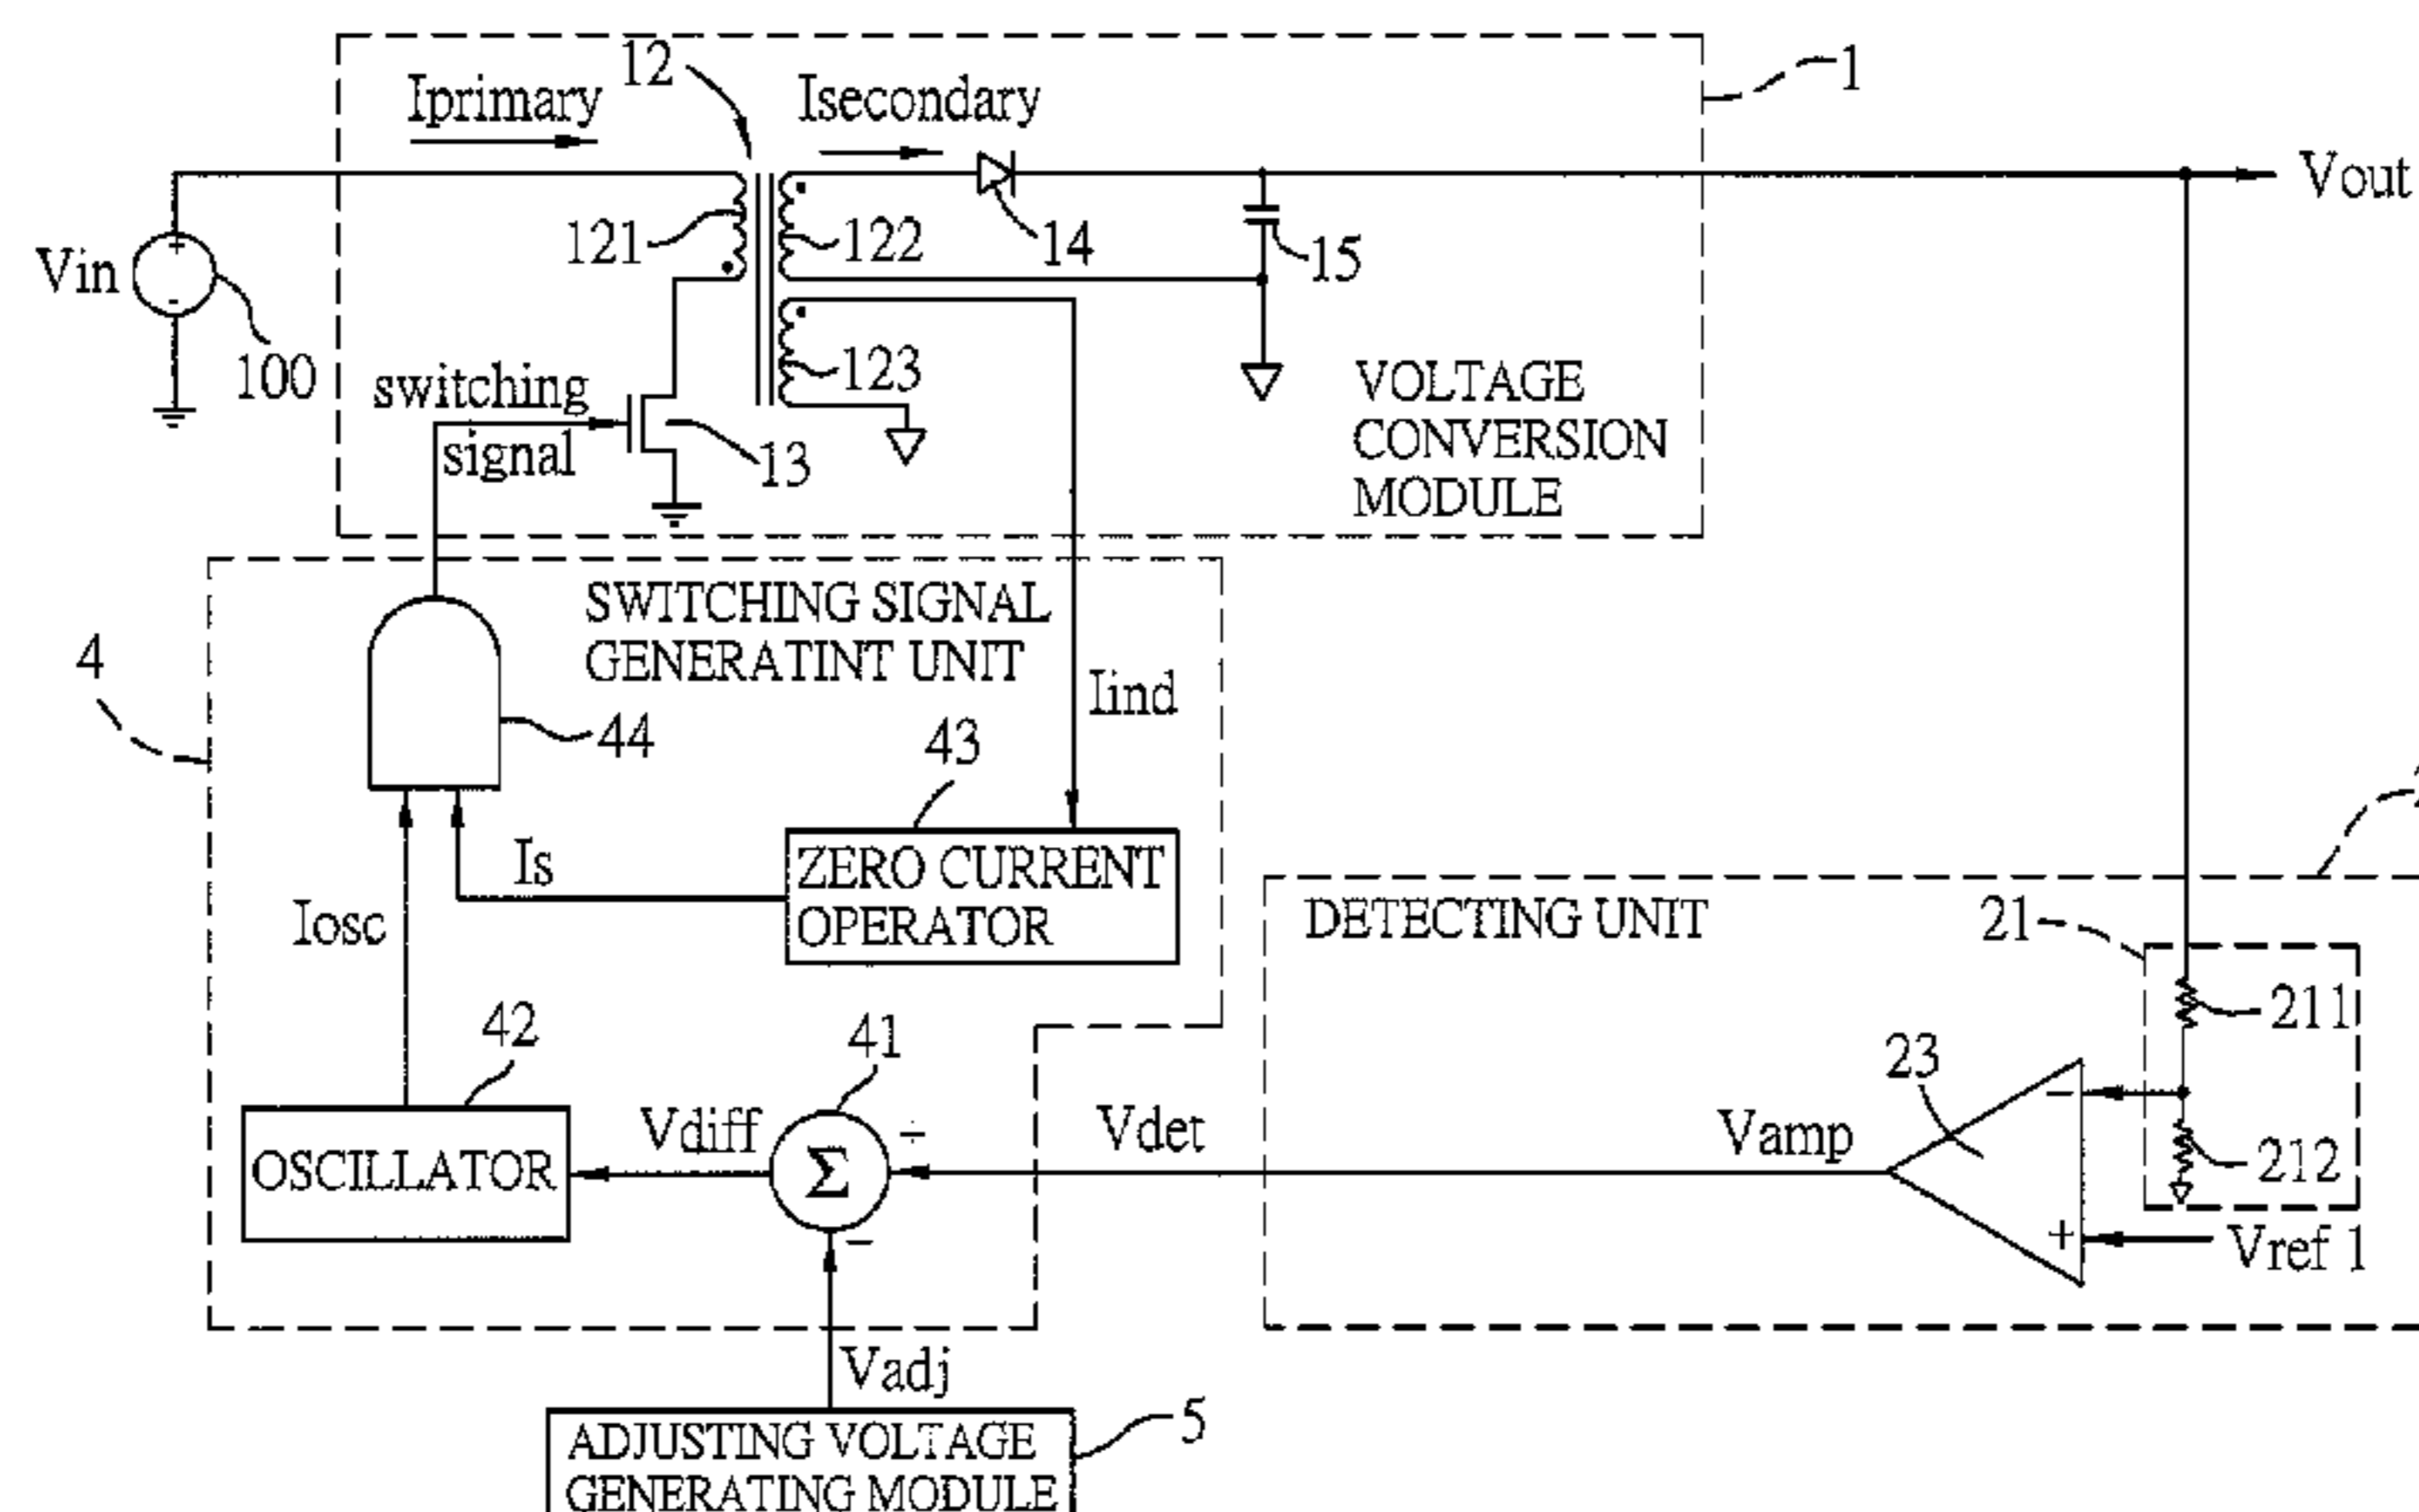 12
Iprimary
Isecondary
1
Vout
121
122
14
15
Vin
+
-
100
123
switching
signal
13
VOLTAGE
CONVERSION
MODULE
SWITCHING SIGNAL
GENERATINT UNIT
4
44
Iind
43
Is
ZERO CURRENT
OPERATOR
Iosc
DETECTING UNIT
21
211
42
41
23
−
OSCILLATOR
Vdiff
Σ
+
Vdet
Vamp
212
−
+
Vref 1
Vadj
5
ADJUSTING VOLTAGE
GENERATING MODULE